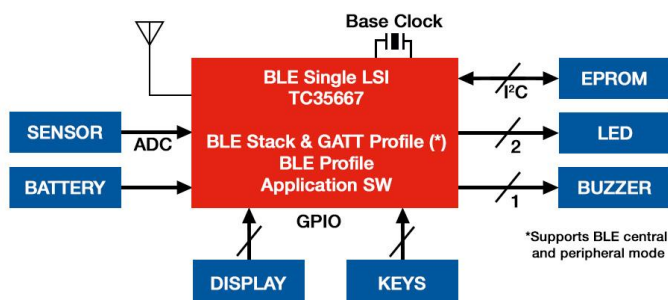 Base Clock
BLE Single LSI
TC35667
BLE Stack & GATT Profile (*)
BLE Profile
Application SW
SENSOR
ADC
BATTERY
I²C
EPROM
2
LED
1
BUZZER
GPIO
DISPLAY
KEYS
*Supports BLE central
and peripheral mode